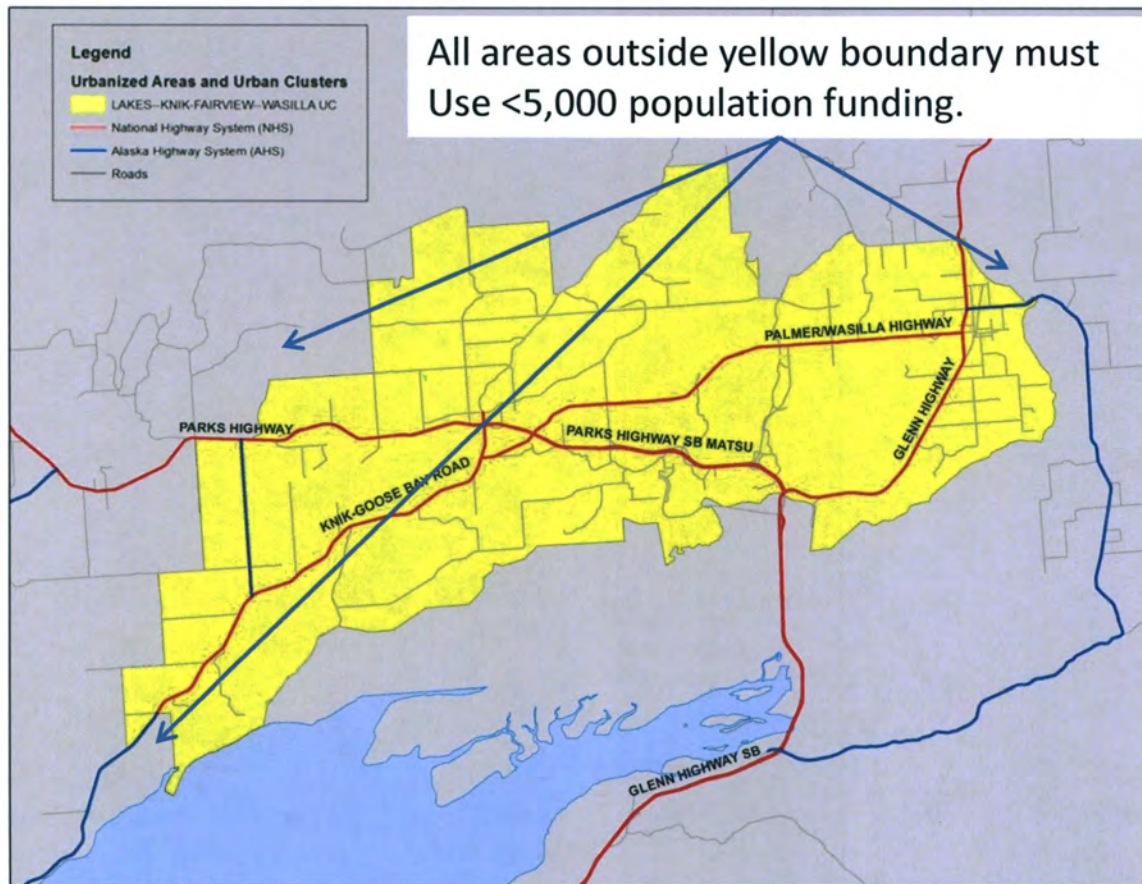 All areas outside yellow boundary must
Use <5,000 population funding.
Legend
Urbanized Areas and Urban Clusters
LAKES--KNIK-FAIRVIEW--WASILLA UC
National Highway System (NHS)
Alaska Highway System (AHS)
Roads
PALMER/WASILLA HIGHWAY
PARKS HIGHWAY
PARKS HIGHWAY SB MATSU
GLENN HIGHWAY
KNIK-GOOSE BAY ROAD
GLENN HIGHWAY SB